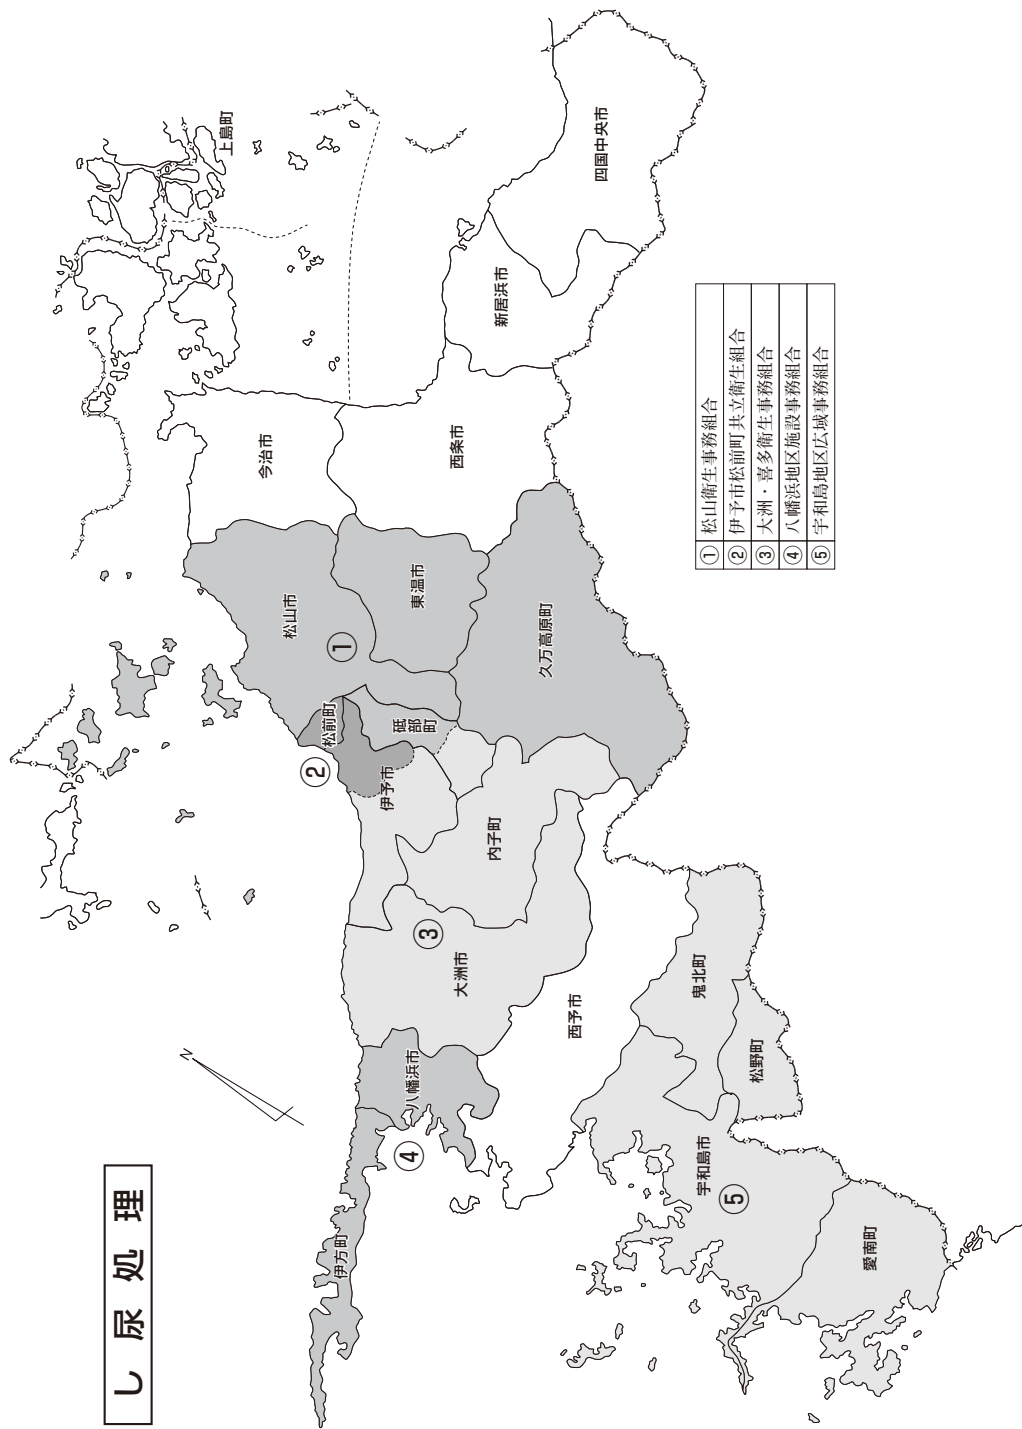 し尿処理
N
上島町
四国中央市
新居浜市
今治市
西条市
松山市
①
東温市
久万高原町
松前町
②
砥部町
伊予市
内子町
③
大洲市
西予市
八幡浜市
④
伊方町
鬼北町
松野町
宇和島市
⑤
愛南町
① 松山衛生事務組合
② 伊予市松前町共立衛生組合
③ 大洲・喜多衛生事務組合
④ 八幡浜地区施設事務組合
⑤ 宇和島地区広域事務組合